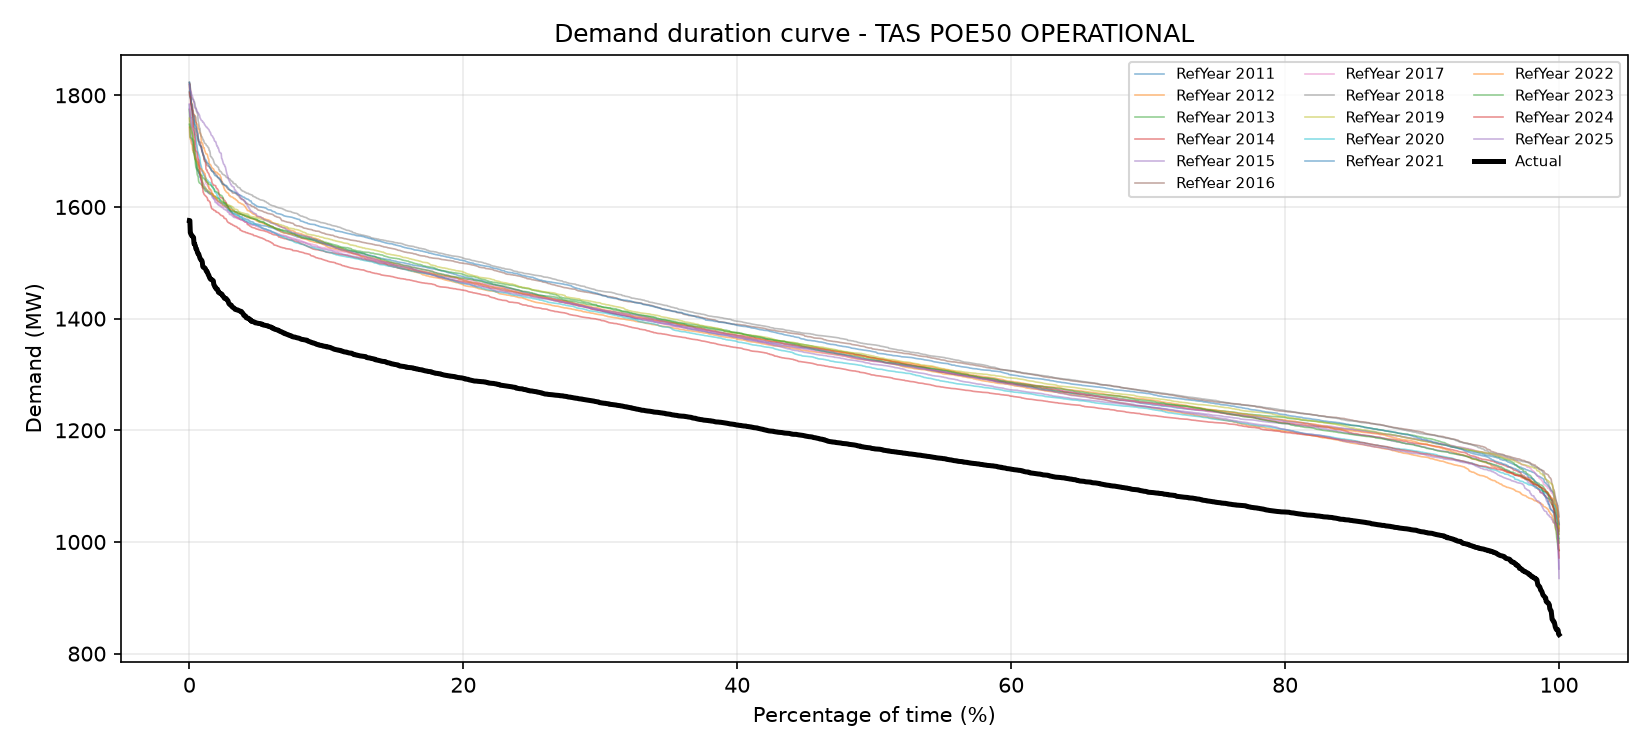 Demand duration curve - TAS POE50 OPERATIONAL
RefYear 2011
RefYear 2012
RefYear 2013
RefYear 2014
RefYear 2015
RefYear 2016
RefYear 2017
RefYear 2018
RefYear 2019
RefYear 2020
RefYear 2021
RefYear 2022
RefYear 2023
RefYear 2024
RefYear 2025
Actual
Demand (MW)
1800
1600
1400
1200
1000
800
0 20 40 60 80 100
Percentage of time (%)